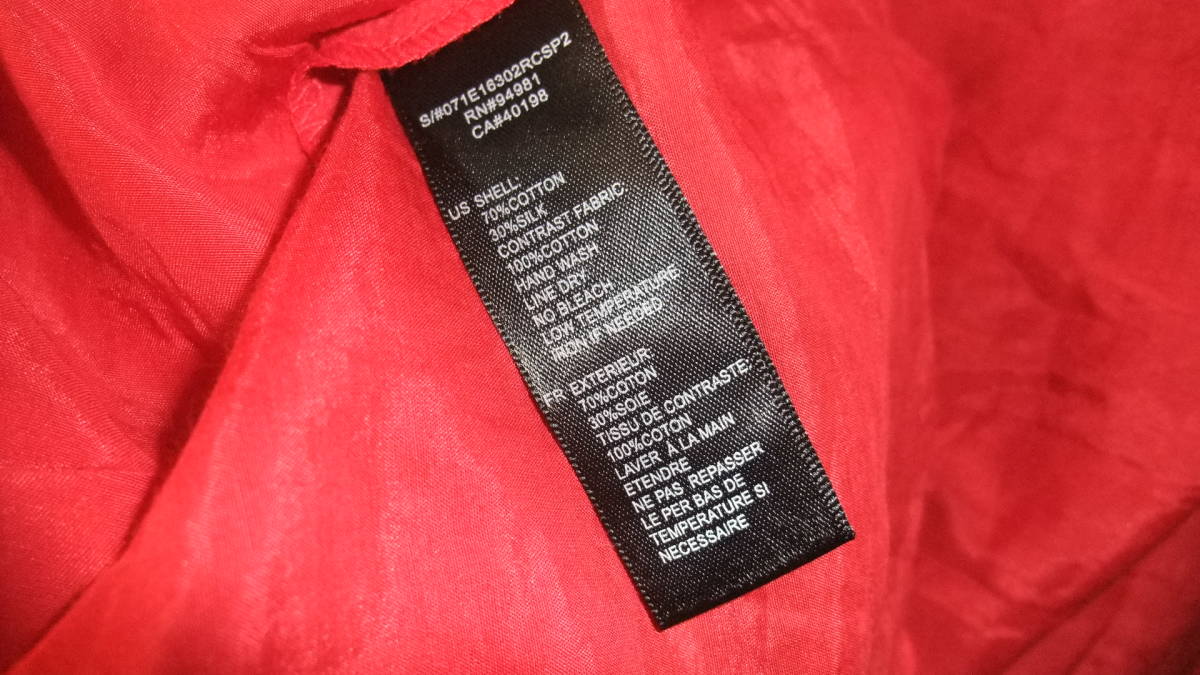 S/#071E16302RCSP2
RN#94981
CA#40198
US SHELL:
70%COTTON
30%SILK
CONTRAST FABRIC
100%COTTON
HAND WASH
LINE DRY
NO BLEACH
LOW TEMPERATURE
IRON IF NEEDED
FR EXTERIEUR
70%COTON
30%SOIE
TISSU DE CONTRASTE:
100%COTON
LAVER À LA MAIN
ETENDRE
NE PAS REPASSER
LE PER BAS DE
TEMPERATURE SI
NECESSAIRE